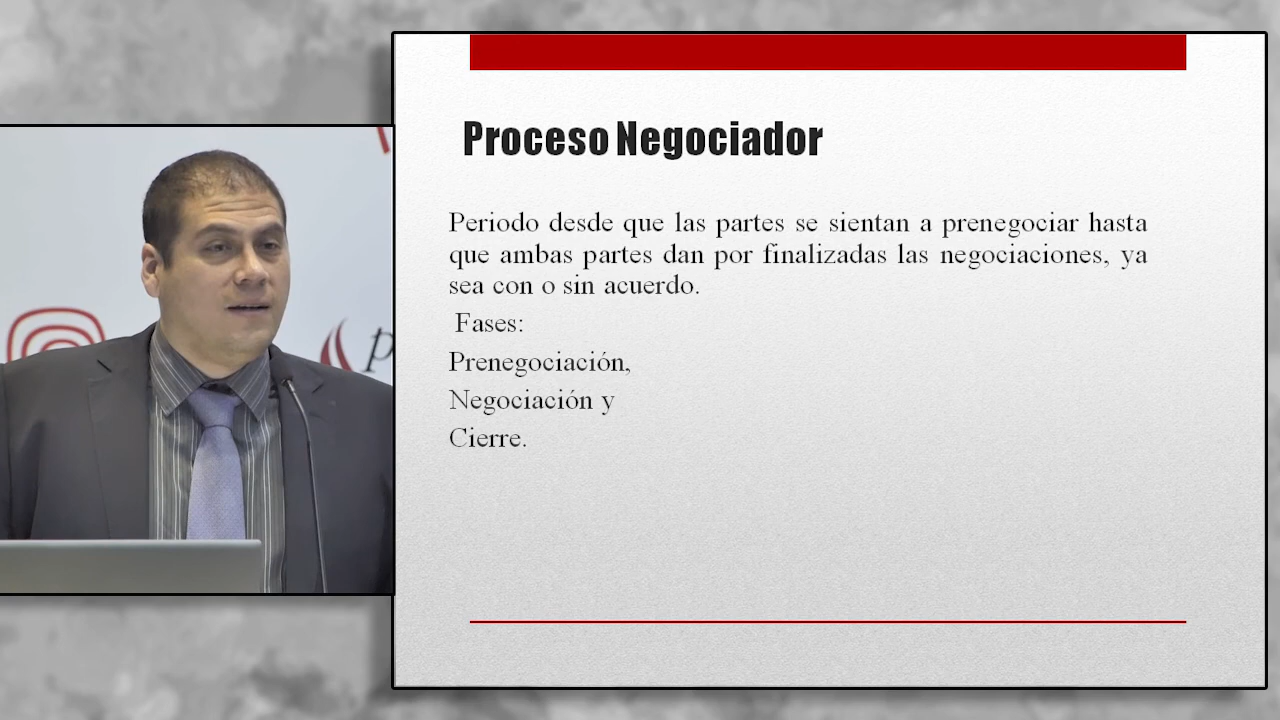 Proceso Negociador
Periodo desde que las partes se sientan a prenegociar hasta
que ambas partes dan por finalizadas las negociaciones, ya
sea con o sin acuerdo.
Fases:
Prenegociación,
Negociación y
Cierre.